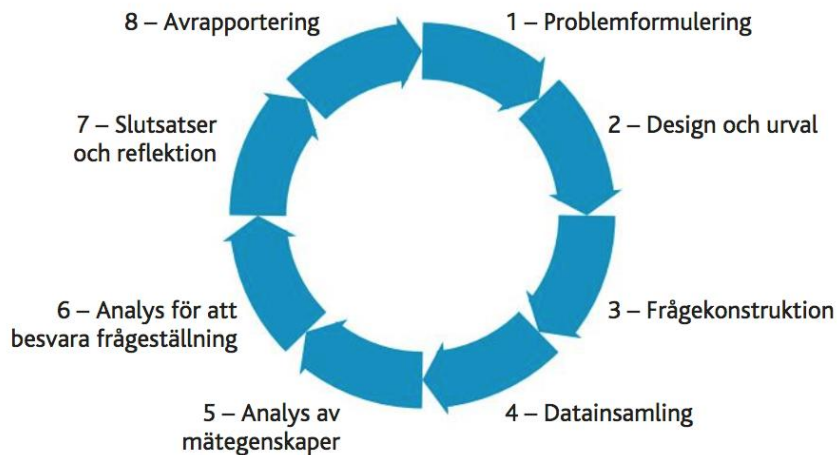 1 – Problemformulering
2 – Design och urval
3 – Frågekonstruktion
4 – Datainsamling
5 – Analys av
mätegenskaper
6 – Analys för att
besvara frågeställning
7 – Slutsatser
och reflektion
8 – Avrapportering